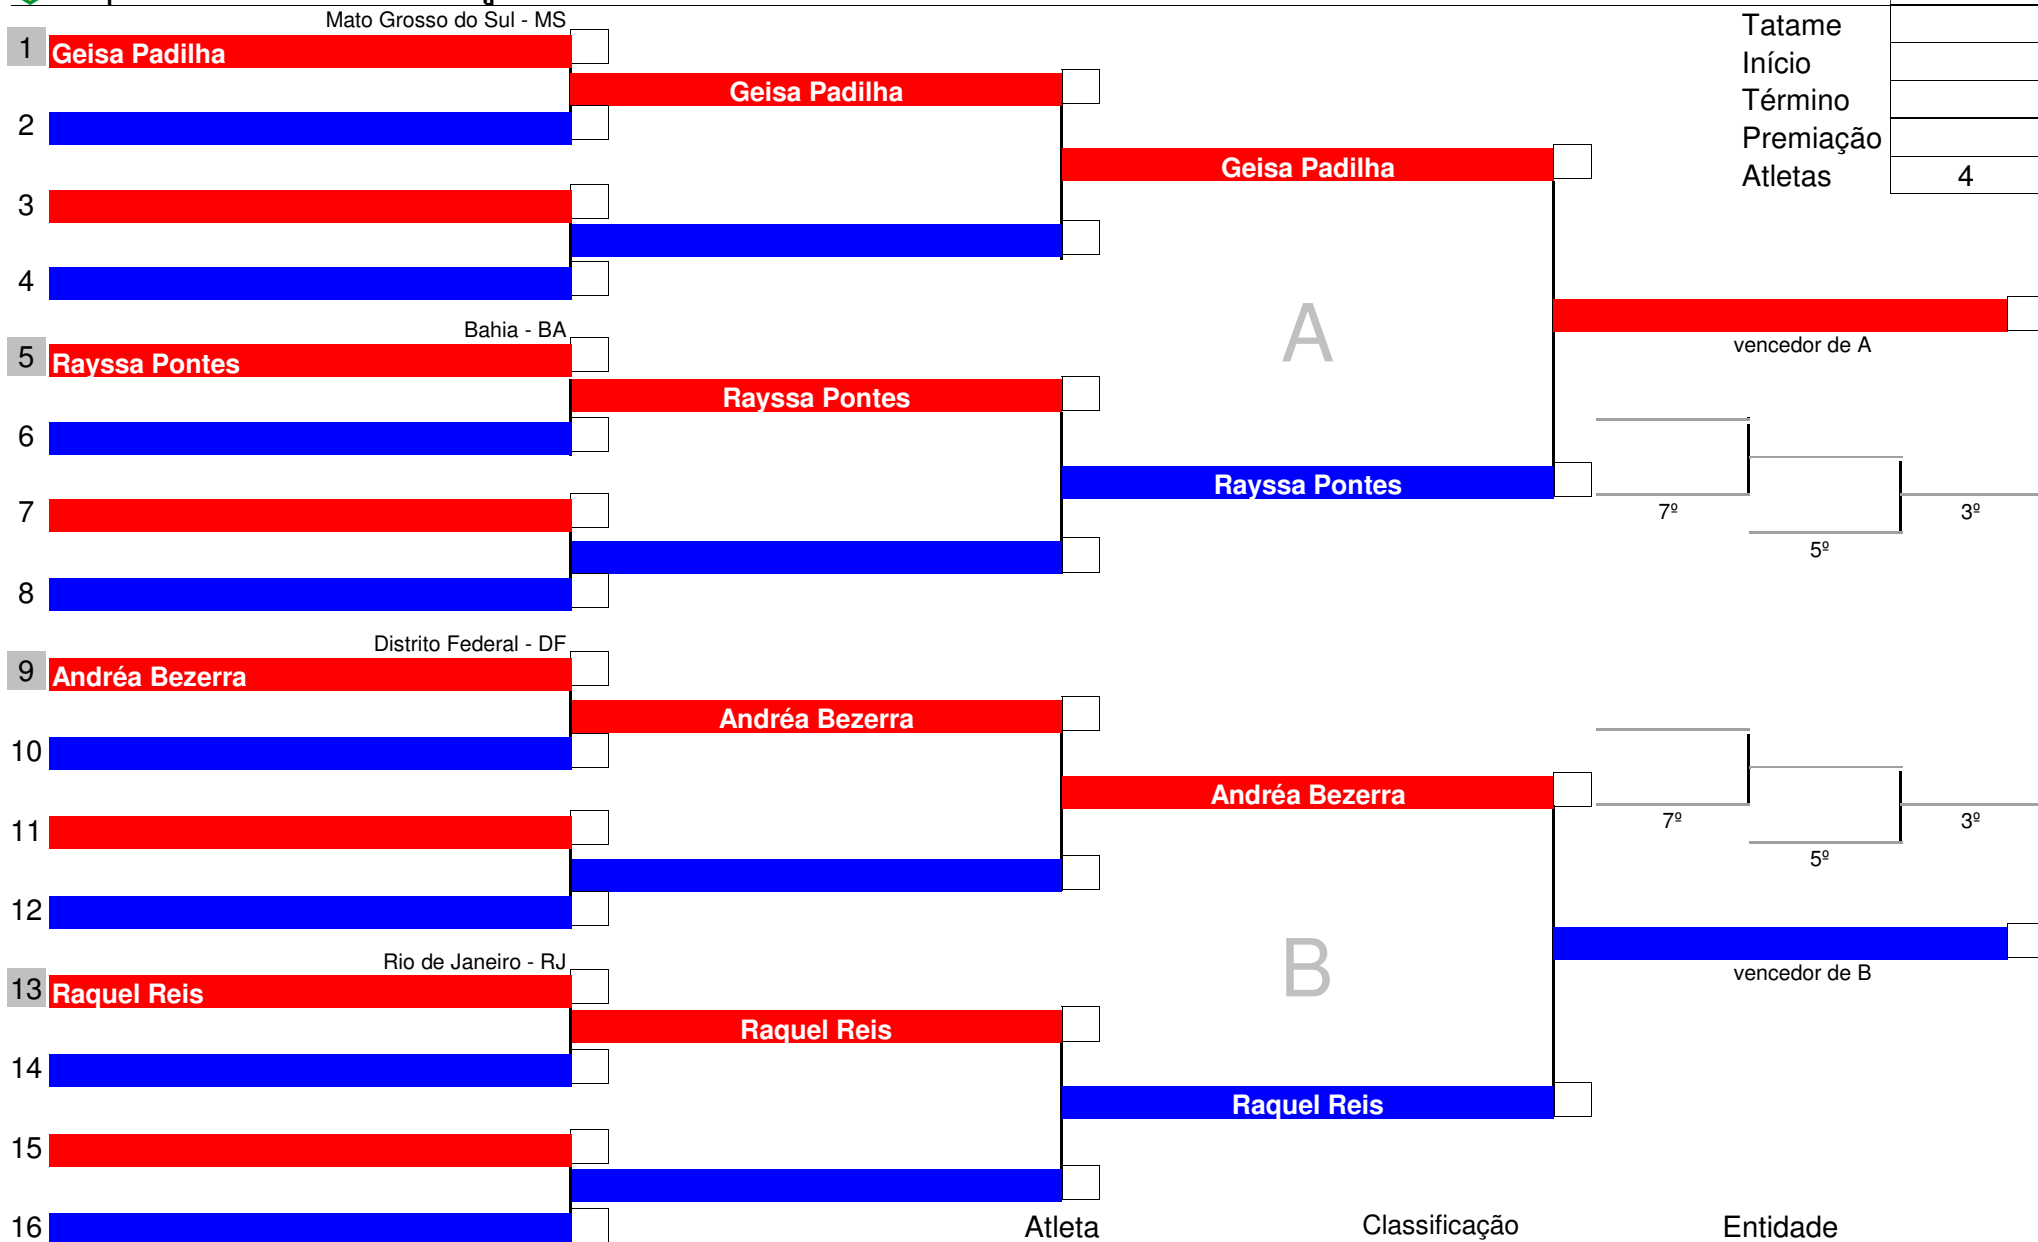 Mato Grosso do Sul - MS
Tatame
1 Geisa Padilha
Início
Geisa Padilha
Término
2
Premiação
Geisa Padilha
Atletas 4
3
4
A
Bahia - BA
vencedor de A
5 Rayssa Pontes
Rayssa Pontes
6
Rayssa Pontes
7
7º 3º
5º
8
Distrito Federal - DF
9 Andréa Bezerra
Andréa Bezerra
10
Andréa Bezerra
11
7º 3º
5º
12
Rio de Janeiro - RJ
B
vencedor de B
13 Raquel Reis
Raquel Reis
14
Raquel Reis
15
16
Atleta Classificação Entidade